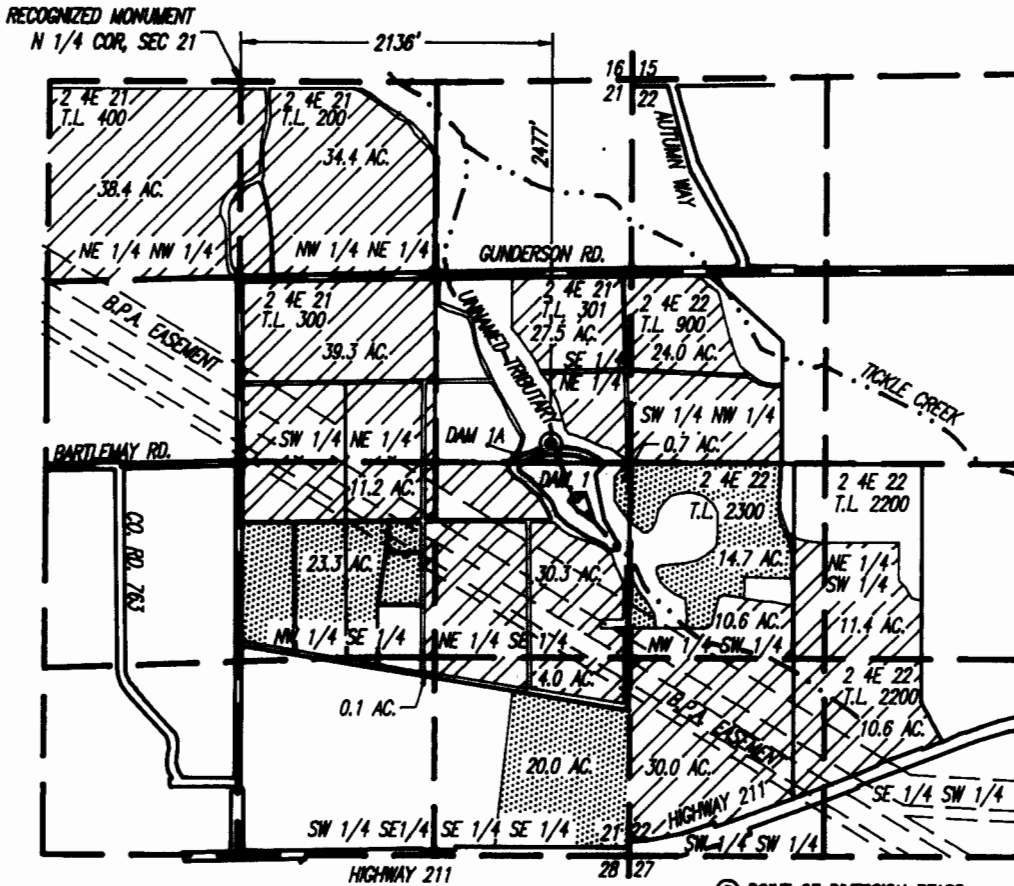 RECOGNIZED MONUMENT
N 1/4 COR, SEC 21
2136'
16 15
21 22
2 4E 21
T.L. 400
2 4E 21
T.L. 200
34.4 AC.
38.4 AC.
2477'
AUTUMN WAY
NE 1/4 NW 1/4
NW 1/4 NE 1/4
GUNDERSON RD.
2 4E 21
T.L. 300
39.3 AC.
B.P.A. EASEMENT
UNNAMED TRIBUTARY
2 4E 21
T.L. 301
27.5 AC.
SE 1/4
NE 1/4
2 4E 22
T.L. 900
24.0 AC.
TICKLE CREEK
SW 1/4 NE 1/4
DAM 1A
SW 1/4 NW 1/4
0.7 AC.
BARTLEMAY RD.
11.2 AC.
DAM 1
2 4E 22
T.L. 2300
2 4E 22
T.L. 2200
CO. RD. 763
23.3 AC.
30.3 AC.
14.7 AC.
NE 1/4
SW 1/4
10.6 AC.
11.4 AC.
NW 1/4 SE 1/4
NE 1/4 SE 1/4
NW 1/4 SW 1/4
4.0 AC.
2 4E 22
T.L. 2200
0.1 AC.
B.P.A. EASEMENT
10.6 AC.
20.0 AC.
30.0 AC.
HIGHWAY 211
SE 1/4 SW 1/4
SW 1/4 SE1/4
SE 1/4 SE 1/4
21 22
SW 1/4 SW 1/4
HIGHWAY 211
28 27